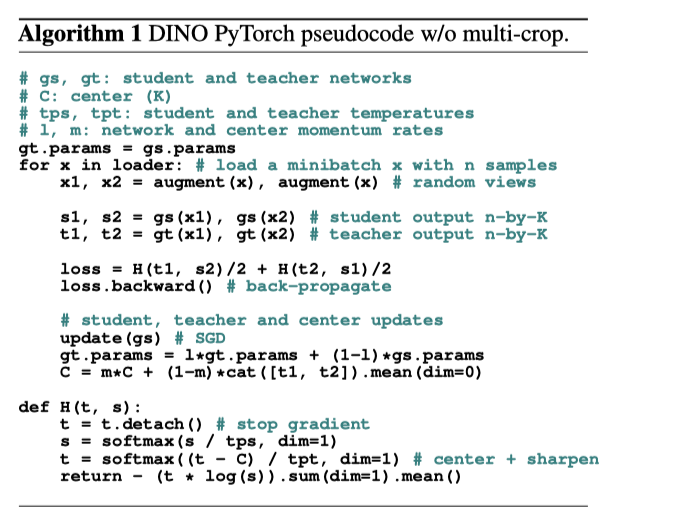 Algorithm 1 DINO PyTorch pseudocode w/o multi-crop.
# gs, gt: student and teacher networks
# C: center (K)
# tps, tpt: student and teacher temperatures
# l, m: network and center momentum rates
gt.params = gs.params
for x in loader: # load a minibatch x with n samples
    x1, x2 = augment(x), augment(x) # random views

    s1, s2 = gs(x1), gs(x2) # student output n-by-K
    t1, t2 = gt(x1), gt(x2) # teacher output n-by-K

    loss = H(t1, s2)/2 + H(t2, s1)/2
    loss.backward() # back-propagate

    # student, teacher and center updates
    update(gs) # SGD
    gt.params = l*gt.params + (1-l)*gs.params
    C = m*C + (1-m)*cat([t1, t2]).mean(dim=0)

def H(t, s):
    t = t.detach() # stop gradient
    s = softmax(s / tps, dim=1)
    t = softmax((t - C) / tpt, dim=1) # center + sharpen
    return - (t * log(s)).sum(dim=1).mean()